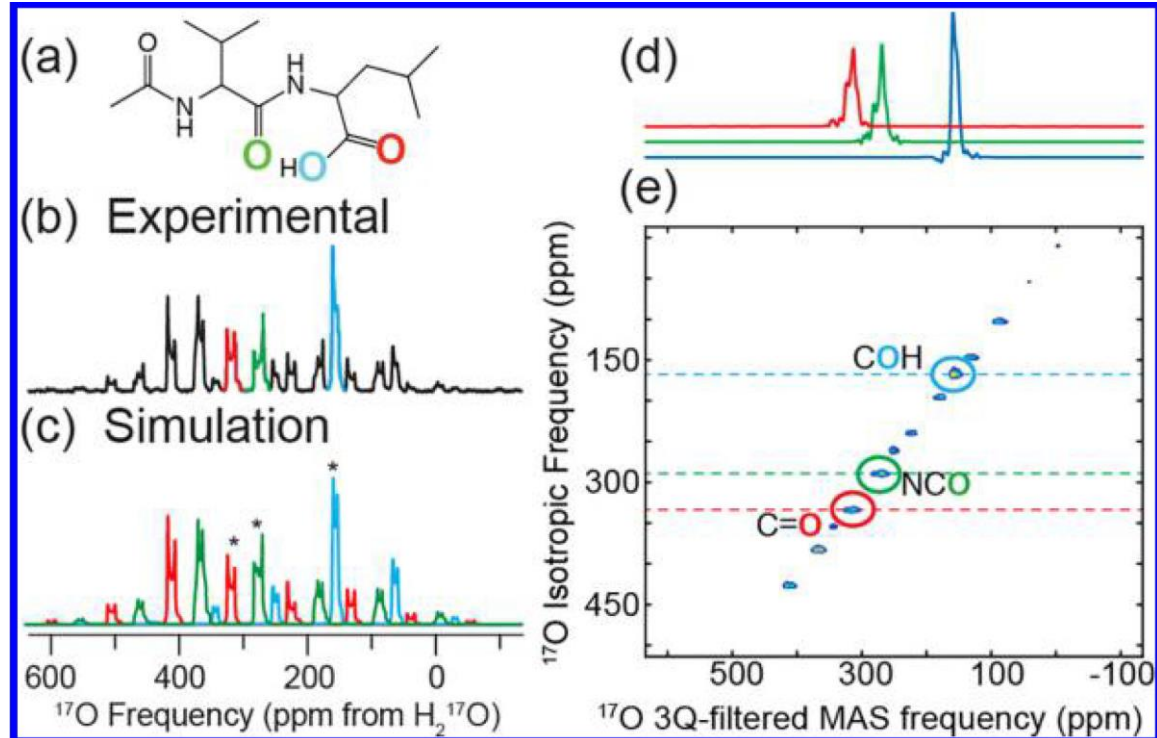 (a)
O
N
H
O
H
N
HO
O
(b) Experimental
(c) Simulation
*
*
*
600
400
200
0
¹⁷O Frequency (ppm from H₂¹⁷O)
(d)
(e)
COH
NCO
C=O
150
300
450
¹⁷O Isotropic Frequency (ppm)
500
300
100
-100
¹⁷O 3Q-filtered MAS frequency (ppm)